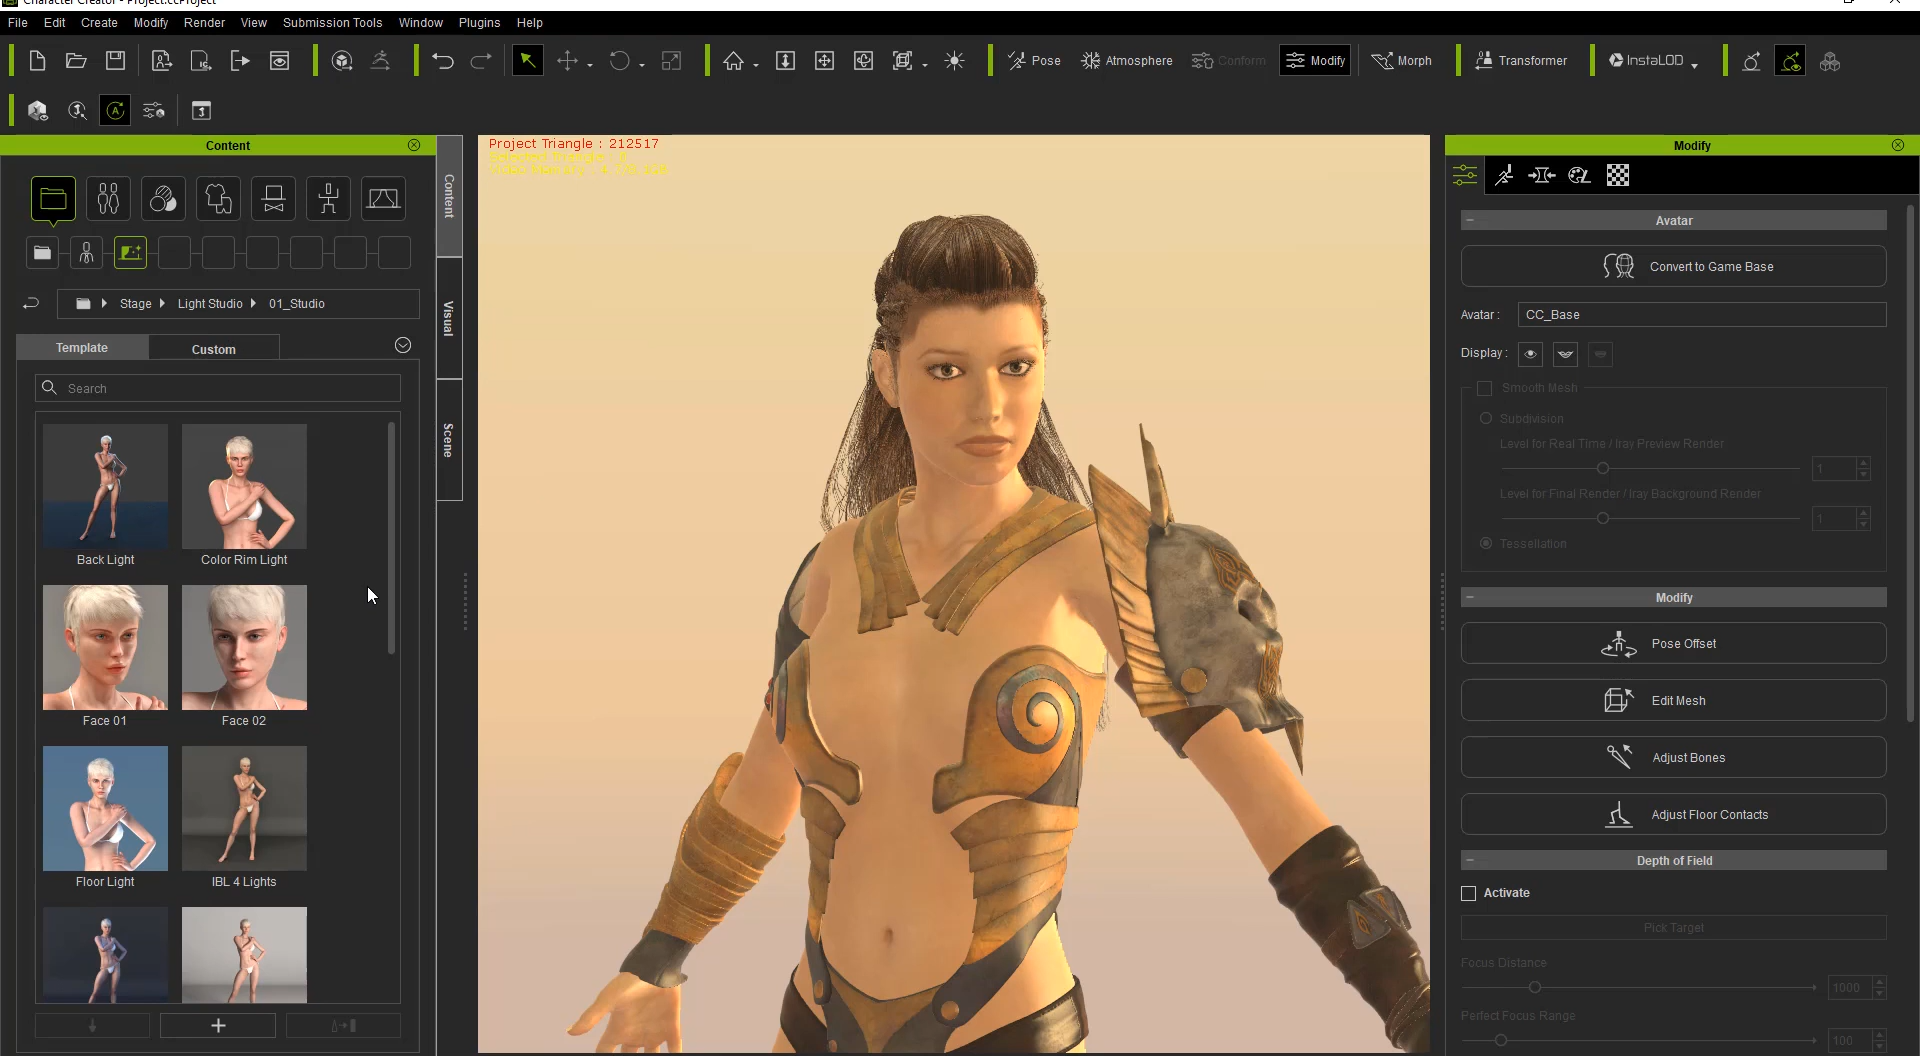 Character Creator - Project.ccProject
File Edit Create Modify Render View Submission Tools Window Plugins Help
Pose Atmosphere Conform Modify Morph Transformer InstaLOD
Content
Stage Light Studio 01_Studio
Template Custom
Search
Back Light Color Rim Light
Face 01 Face 02
Floor Light IBL 4 Lights
Content
Visual
Scene
Project Triangle : 212517
Modify
Avatar
Convert to Game Base
Avatar : CC_Base
Display :
Smooth Mesh
Subdivision
Level for Real Time / Iray Preview Render
1
Level for Final Render / Iray Background Render
1
Tessellation
Modify
Pose Offset
Edit Mesh
Adjust Bones
Adjust Floor Contacts
Depth of Field
Activate
Pick Target
Focus Distance
1000
Perfect Focus Range
100